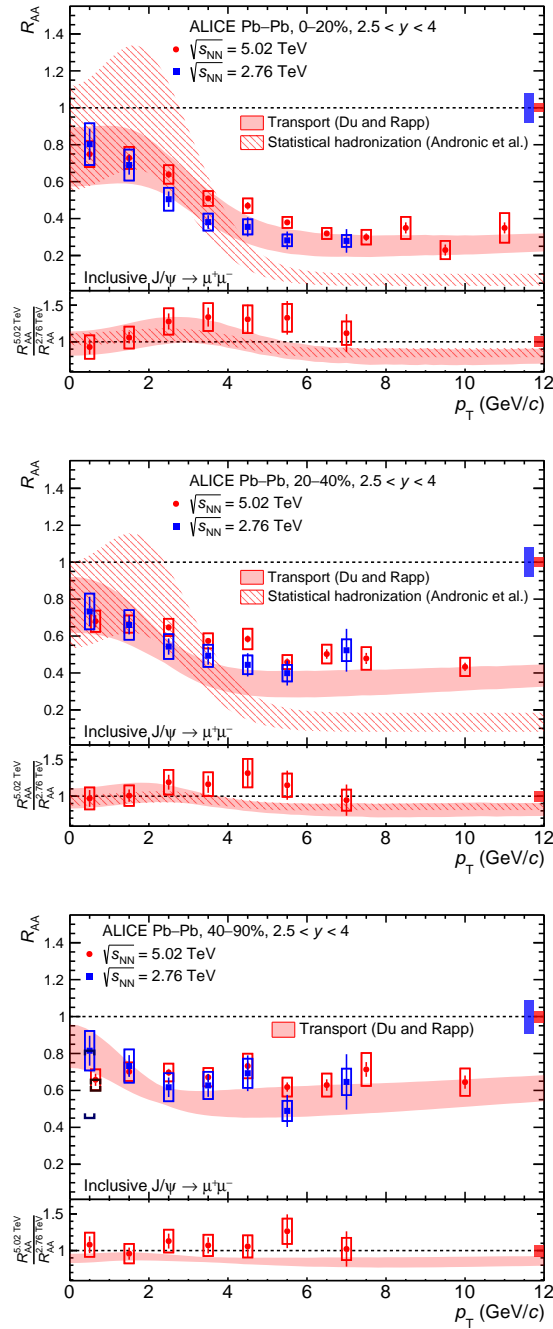 R_AA
ALICE Pb–Pb, 0–20%, 2.5 < y < 4
√s_NN = 5.02 TeV
√s_NN = 2.76 TeV
Transport (Du and Rapp)
Statistical hadronization (Andronic et al.)
1.4
1.2
1
0.8
0.6
0.4
0.2
Inclusive J/ψ → μ⁺μ⁻
R_AA^5.02 TeV / R_AA^2.76 TeV
1.5
1
0 2 4 6 8 10 12
p_T (GeV/c)
R_AA
ALICE Pb–Pb, 20–40%, 2.5 < y < 4
√s_NN = 5.02 TeV
√s_NN = 2.76 TeV
Transport (Du and Rapp)
Statistical hadronization (Andronic et al.)
1.4
1.2
1
0.8
0.6
0.4
0.2
Inclusive J/ψ → μ⁺μ⁻
R_AA^5.02 TeV / R_AA^2.76 TeV
1.5
1
0 2 4 6 8 10 12
p_T (GeV/c)
R_AA
ALICE Pb–Pb, 40–90%, 2.5 < y < 4
√s_NN = 5.02 TeV
√s_NN = 2.76 TeV
Transport (Du and Rapp)
1.4
1.2
1
0.8
0.6
0.4
0.2
Inclusive J/ψ → μ⁺μ⁻
R_AA^5.02 TeV / R_AA^2.76 TeV
1.5
1
0 2 4 6 8 10 12
p_T (GeV/c)